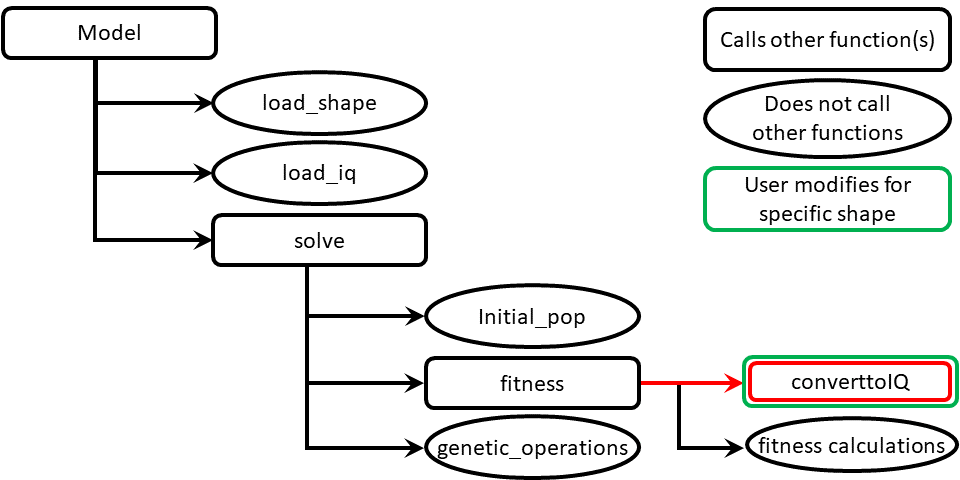 Model
load_shape
load_iq
solve
Initial_pop
fitness
genetic_operations
converttoIQ
fitness calculations
Calls other function(s)
Does not call
other functions
User modifies for
specific shape